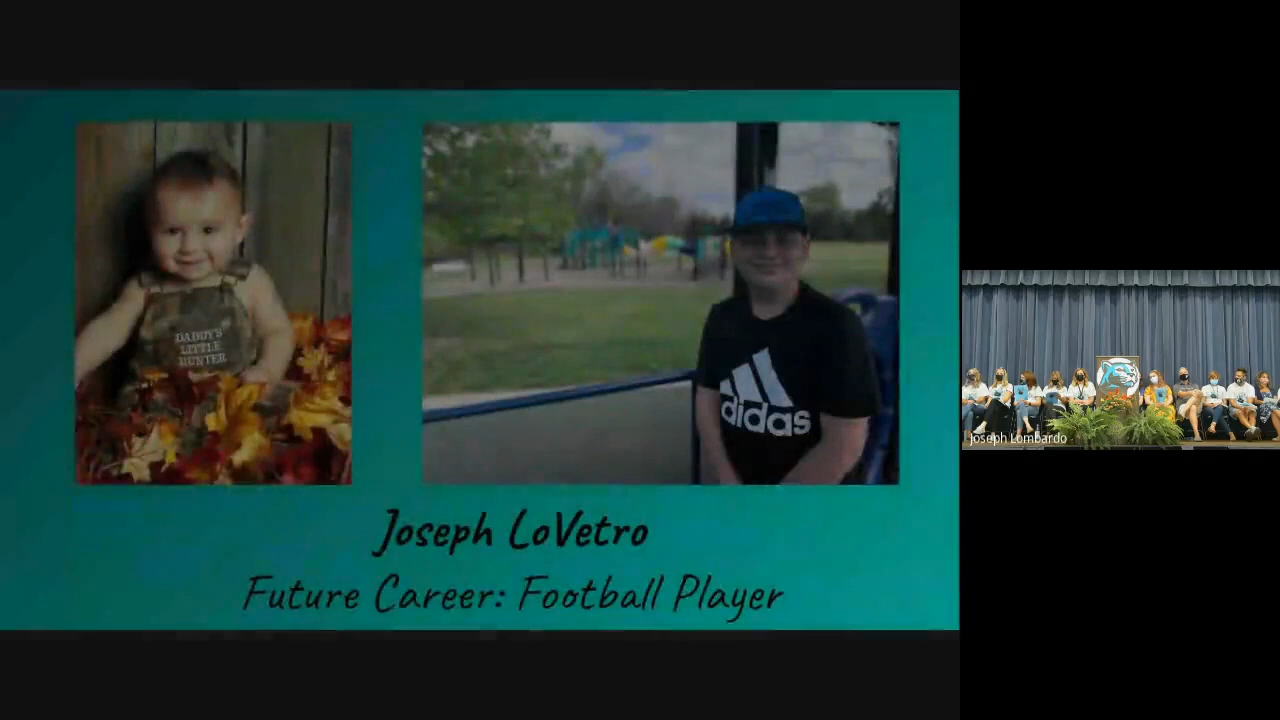 DADDY'S
LITTLE
HUNTER
adidas
Joseph LoVetro
Future Career: Football Player
Joseph Lombardo